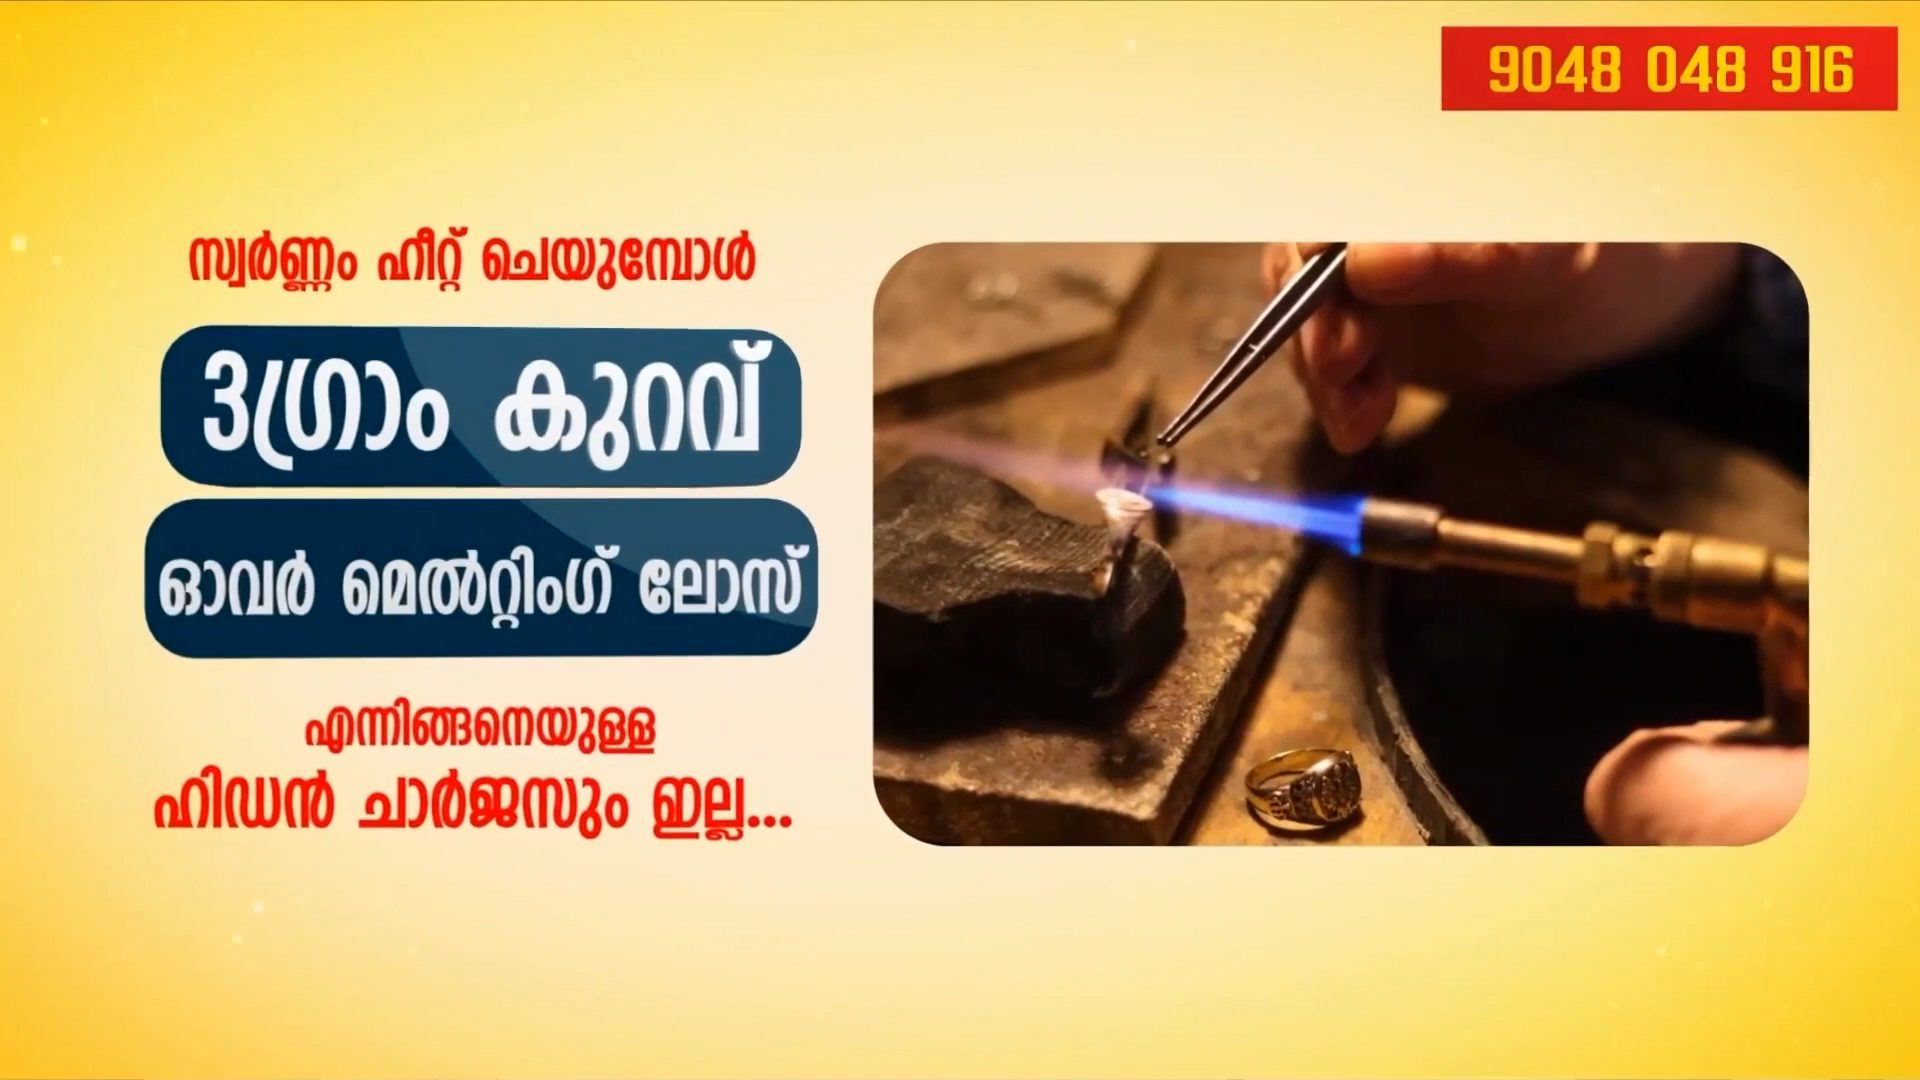 9048 048 916
സ്വർണ്ണം ഹീറ്റ് ചെയുമ്പോൾ
3ഗ്രാം കുറവ്
ഓവർ മെൽറ്റിംഗ് ലോസ്
എന്നിങ്ങനെയുള്ള
ഹിഡൻ ചാർജസും ഇല്ല...